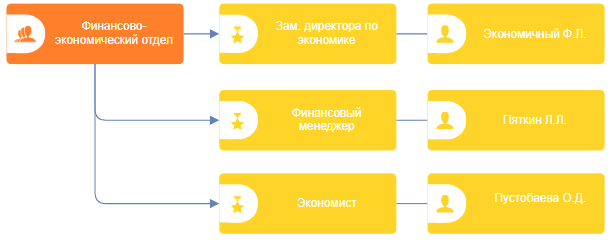 Финансово-
экономический отдел
Зам. директора по
экономике
Экономичный Ф.Л.
Финансовый
менеджер
Пяткин Л.Л.
Экономист
Пустобаева О.Д.